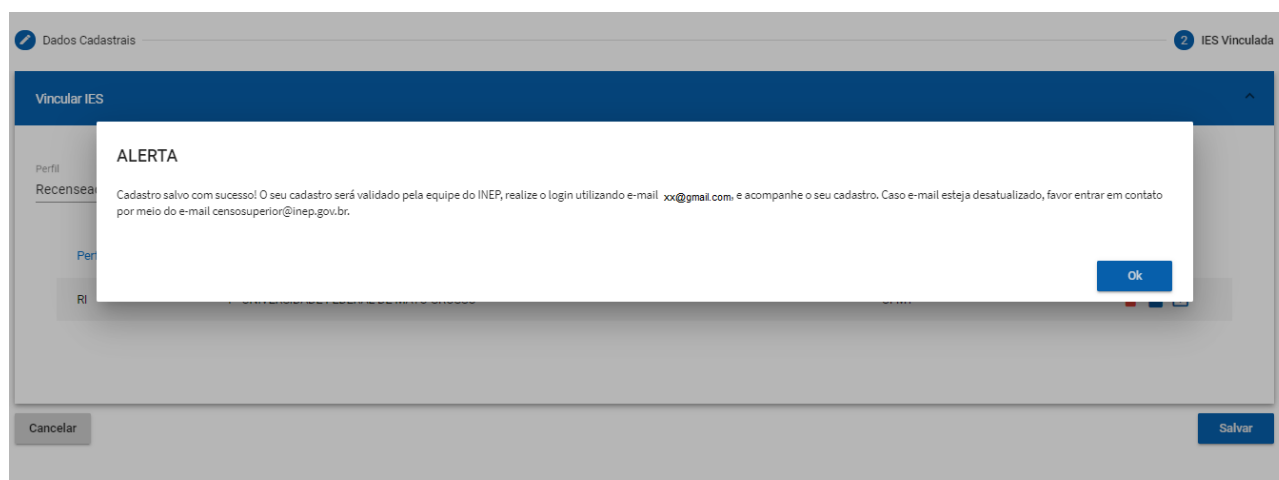 Dados Cadastrais
2 IES Vinculada
Vincular IES
ALERTA
Perfil
Cadastro salvo com sucesso! O seu cadastro será validado pela equipe do INEP, realize o login utilizando e-mail xx@gmail.com, e acompanhe o seu cadastro. Caso e-mail esteja desatualizado, favor entrar em contato
por meio do e-mail censosuperior@inep.gov.br.
Ok
RI
Cancelar
Salvar